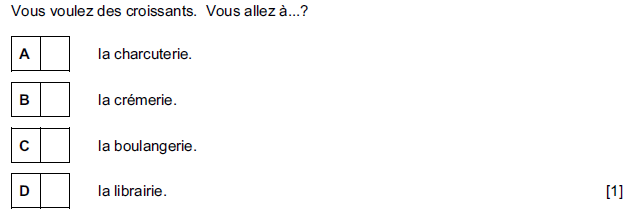 Vous voulez des croissants. Vous allez à...?
A la charcuterie.
B la crémerie.
C la boulangerie.
D la librairie. [1]